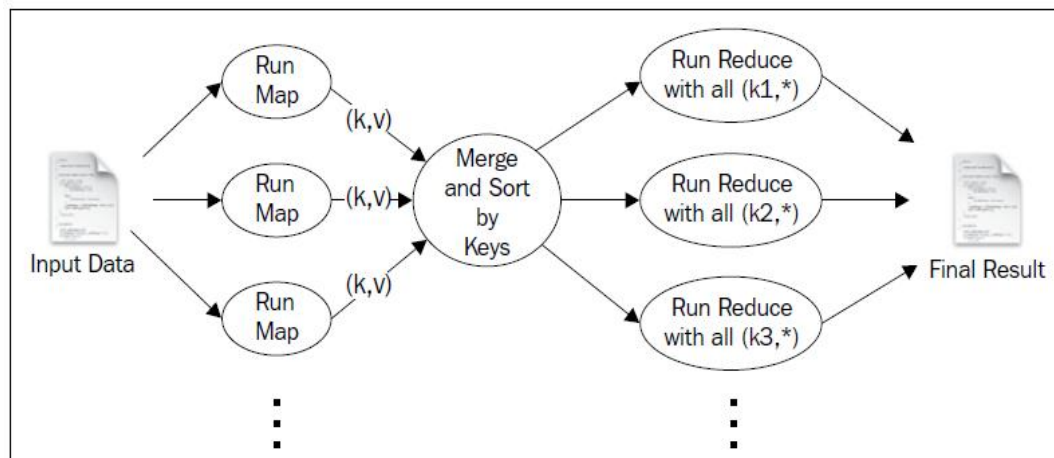 Run
Map
(k,v)
Run
Map
(k,v)
Run
Map
(k,v)
Input Data
Merge
and Sort
by
Keys
Run Reduce
with all (k1,*)
Run Reduce
with all (k2,*)
Run Reduce
with all (k3,*)
Final Result